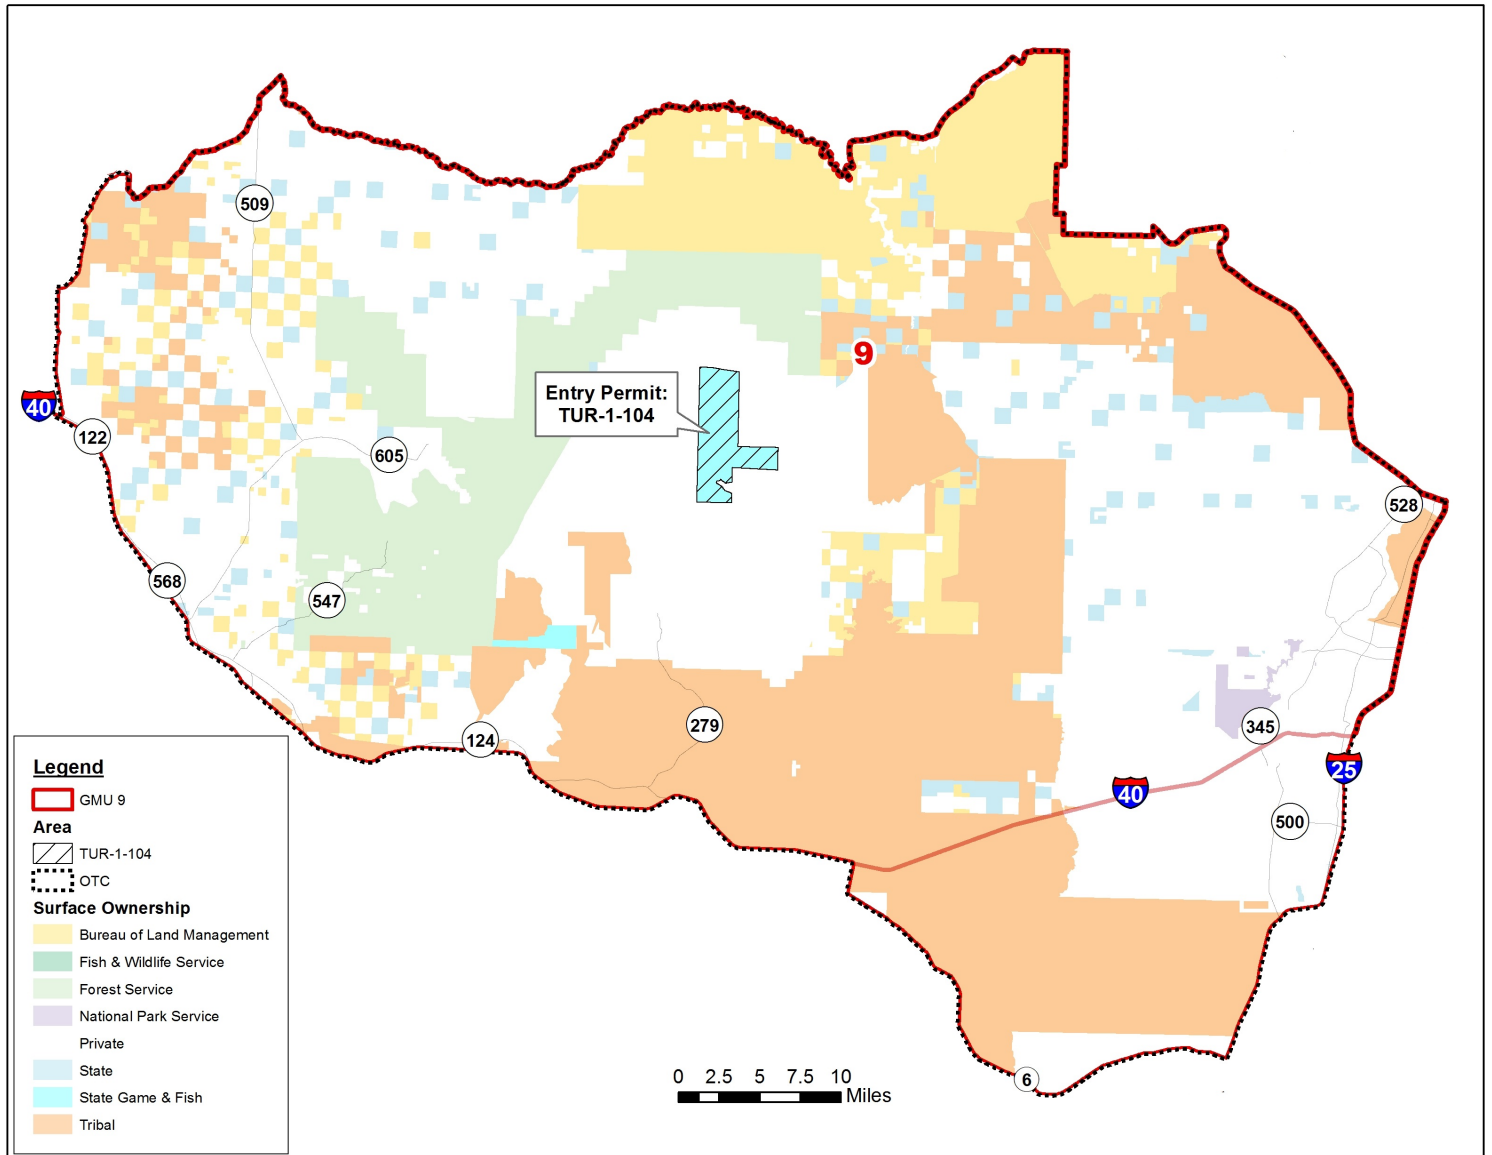 509
9
Entry Permit:
TUR-1-104
40
122
605
528
568
547
279
345
124
25
40
500
6
Legend
GMU 9
Area
TUR-1-104
OTC
Surface Ownership
Bureau of Land Management
Fish & Wildlife Service
Forest Service
National Park Service
Private
State
State Game & Fish
Tribal
0 2.5 5 7.5 10
Miles